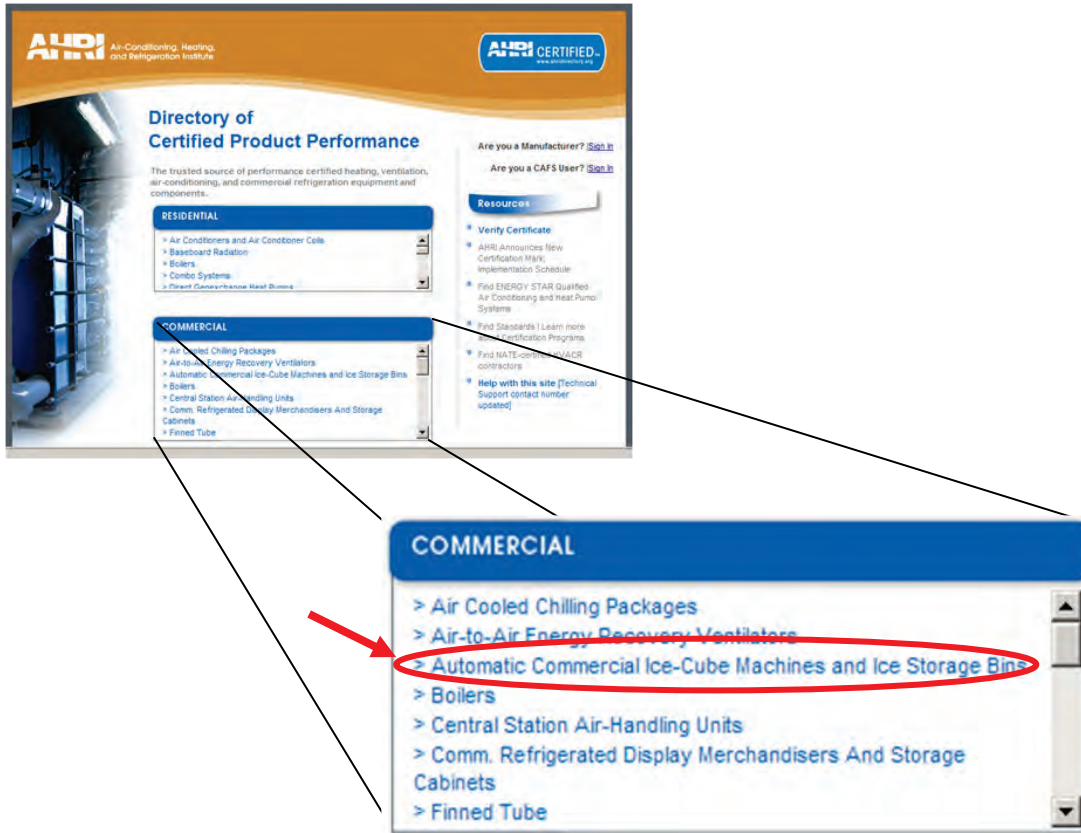 AHRI
Air-Conditioning, Heating,
and Refrigeration Institute
AHRI CERTIFIED™
www.ahridirectory.org
Directory of
Certified Product Performance
The trusted source of performance certified heating, ventilation,
air-conditioning, and commercial refrigeration equipment and
components.
RESIDENTIAL
> Air Conditioners and Air Conditioner Coils
> Baseboard Radiation
> Boilers
> Combo Systems
> Direct Geoexchange Heat Pumps
COMMERCIAL
> Air Cooled Chilling Packages
> Air-to-Air Energy Recovery Ventilators
> Automatic Commercial Ice-Cube Machines and Ice Storage Bins
> Boilers
> Central Station Air-Handling Units
> Comm. Refrigerated Display Merchandisers And Storage
Cabinets
> Finned Tube
Are you a Manufacturer? |Sign In
Are you a CAFS User? |Sign In
Resources
Verify Certificate
AHRI Announces New
Certification Mark;
Implementation Schedule
Find ENERGY STAR Qualified
Air Conditioning and Heat Pump
Systems
Find Standards | Learn more
about Certification Programs
Find NATE-certified HVACR
contractors
Help with this site [Technical
Support contact number
updated]
COMMERCIAL
> Air Cooled Chilling Packages
> Air-to-Air Energy Recovery Ventilators
> Automatic Commercial Ice-Cube Machines and Ice Storage Bins
> Boilers
> Central Station Air-Handling Units
> Comm. Refrigerated Display Merchandisers And Storage
Cabinets
> Finned Tube